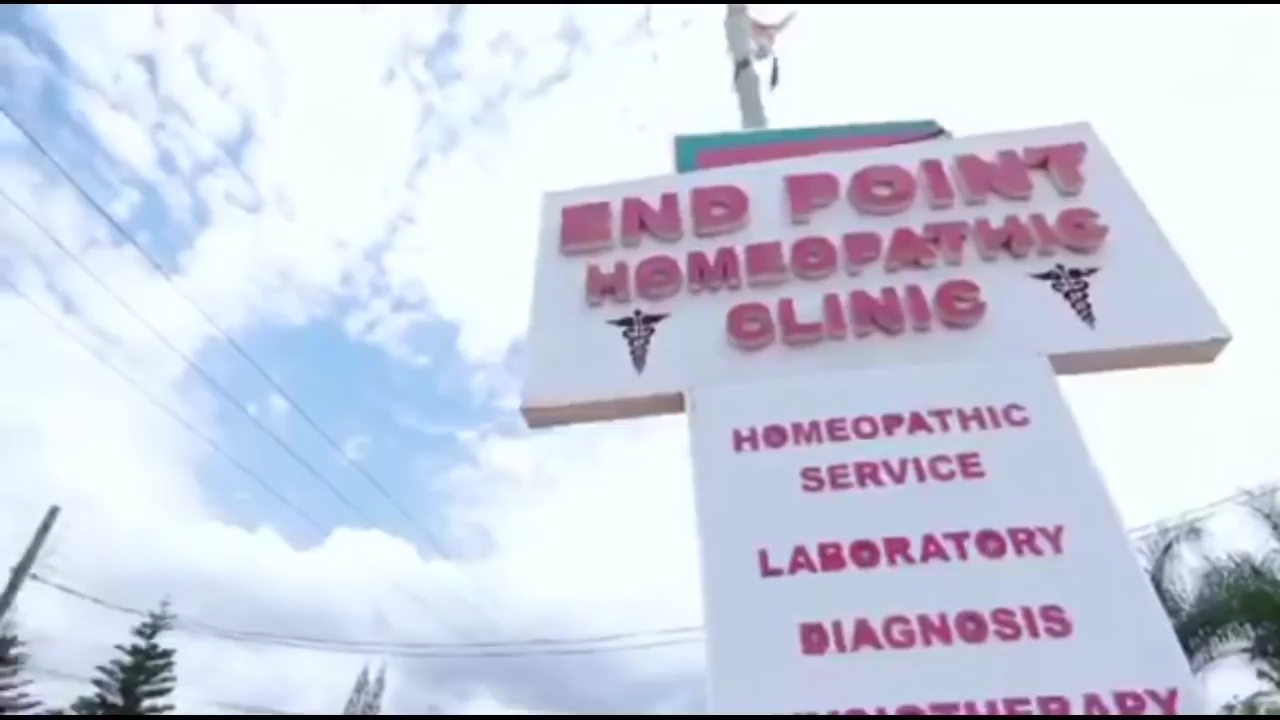 END POINT
HOMEOPATHIC
CLINIC
HOMEOPATHIC
SERVICE
LABORATORY
DIAGNOSIS